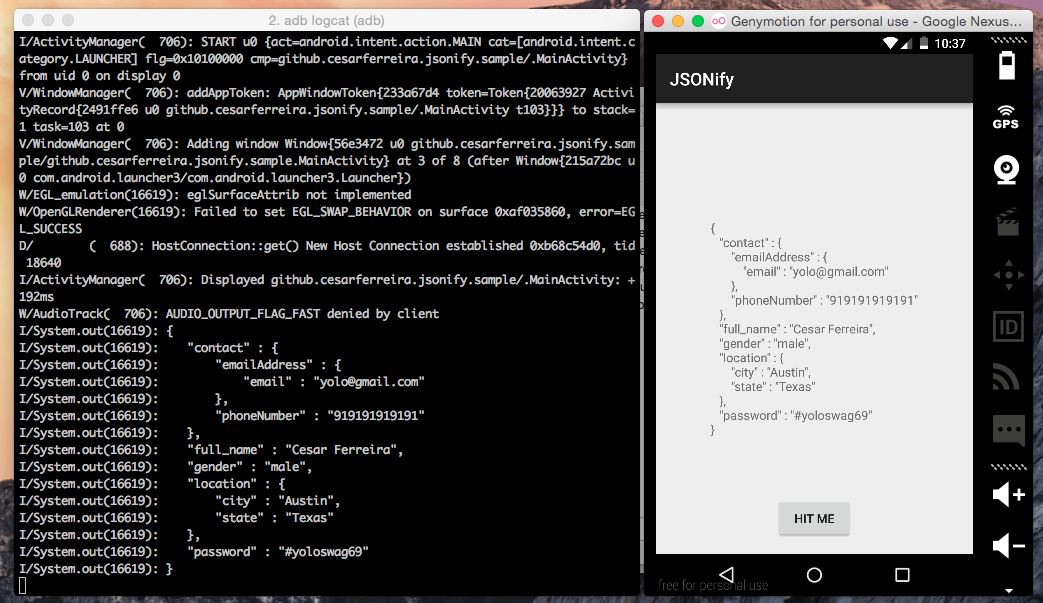 2. adb logcat (adb)
I/ActivityManager(  706): START u0 {act=android.intent.action.MAIN cat=[android.intent.c
ategory.LAUNCHER] flg=0x10100000 cmp=github.cesarferreira.jsonify.sample/.MainActivity}
from uid 0 on display 0
V/WindowManager(  706): addAppToken: AppWindowToken{233a67d4 token=Token{20063927 Activi
tyRecord{2491ffe6 u0 github.cesarferreira.jsonify.sample/.MainActivity t103}}} to stack=
1 task=103 at 0
V/WindowManager(  706): Adding window Window{56e3472 u0 github.cesarferreira.jsonify.sam
ple/github.cesarferreira.jsonify.sample.MainActivity} at 3 of 8 (after Window{215a72bc u
0 com.android.launcher3/com.android.launcher3.Launcher})
W/EGL_emulation(16619): eglSurfaceAttrib not implemented
W/OpenGLRenderer(16619): Failed to set EGL_SWAP_BEHAVIOR on surface 0xaf035860, error=EG
L_SUCCESS
D/        (  688): HostConnection::get() New Host Connection established 0xb68c54d0, tid
 18640
I/ActivityManager(  706): Displayed github.cesarferreira.jsonify.sample/.MainActivity: +
192ms
W/AudioTrack(  706): AUDIO_OUTPUT_FLAG_FAST denied by client
I/System.out(16619): {
I/System.out(16619):    "contact" : {
I/System.out(16619):        "emailAddress" : {
I/System.out(16619):            "email" : "yolo@gmail.com"
I/System.out(16619):        },
I/System.out(16619):        "phoneNumber" : "919191919191"
I/System.out(16619):    },
I/System.out(16619):    "full_name" : "Cesar Ferreira",
I/System.out(16619):    "gender" : "male",
I/System.out(16619):    "location" : {
I/System.out(16619):        "city" : "Austin",
I/System.out(16619):        "state" : "Texas"
I/System.out(16619):    },
I/System.out(16619):    "password" : "#yoloswag69"
I/System.out(16619): }
Genymotion for personal use - Google Nexus...
10:37
JSONify
{
"contact" : {
"emailAddress" : {
"email" : "yolo@gmail.com"
},
"phoneNumber" : "919191919191"
},
"full_name" : "Cesar Ferreira",
"gender" : "male",
"location" : {
"city" : "Austin",
"state" : "Texas"
},
"password" : "#yoloswag69"
}
HIT ME
free for personal use
GPS
ID